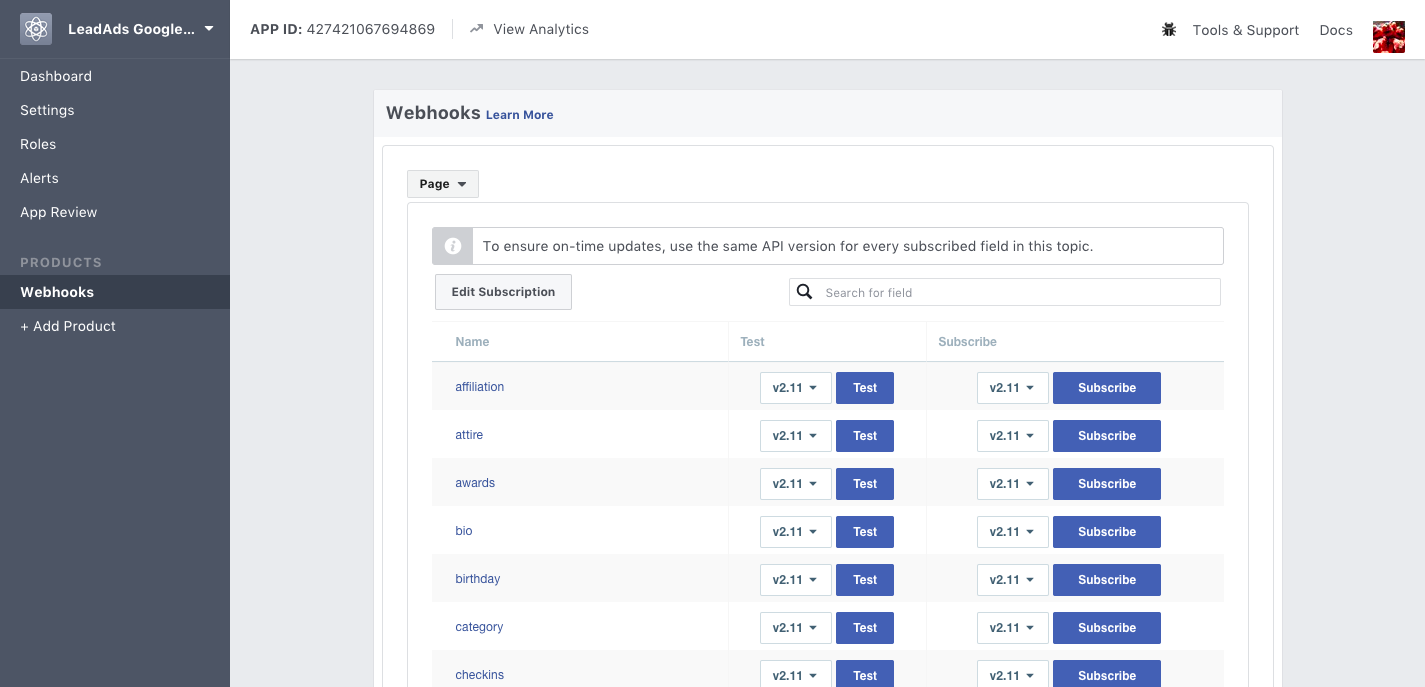 LeadAds Google...
APP ID: 427421067694869
View Analytics
Tools & Support
Docs
Dashboard
Settings
Roles
Alerts
App Review
PRODUCTS
Webhooks
+ Add Product
Webhooks Learn More
Page
To ensure on-time updates, use the same API version for every subscribed field in this topic.
Edit Subscription
Search for field
Name Test Subscribe
affiliation v2.11 Test v2.11 Subscribe
attire v2.11 Test v2.11 Subscribe
awards v2.11 Test v2.11 Subscribe
bio v2.11 Test v2.11 Subscribe
birthday v2.11 Test v2.11 Subscribe
category v2.11 Test v2.11 Subscribe
checkins v2.11 Test v2.11 Subscribe